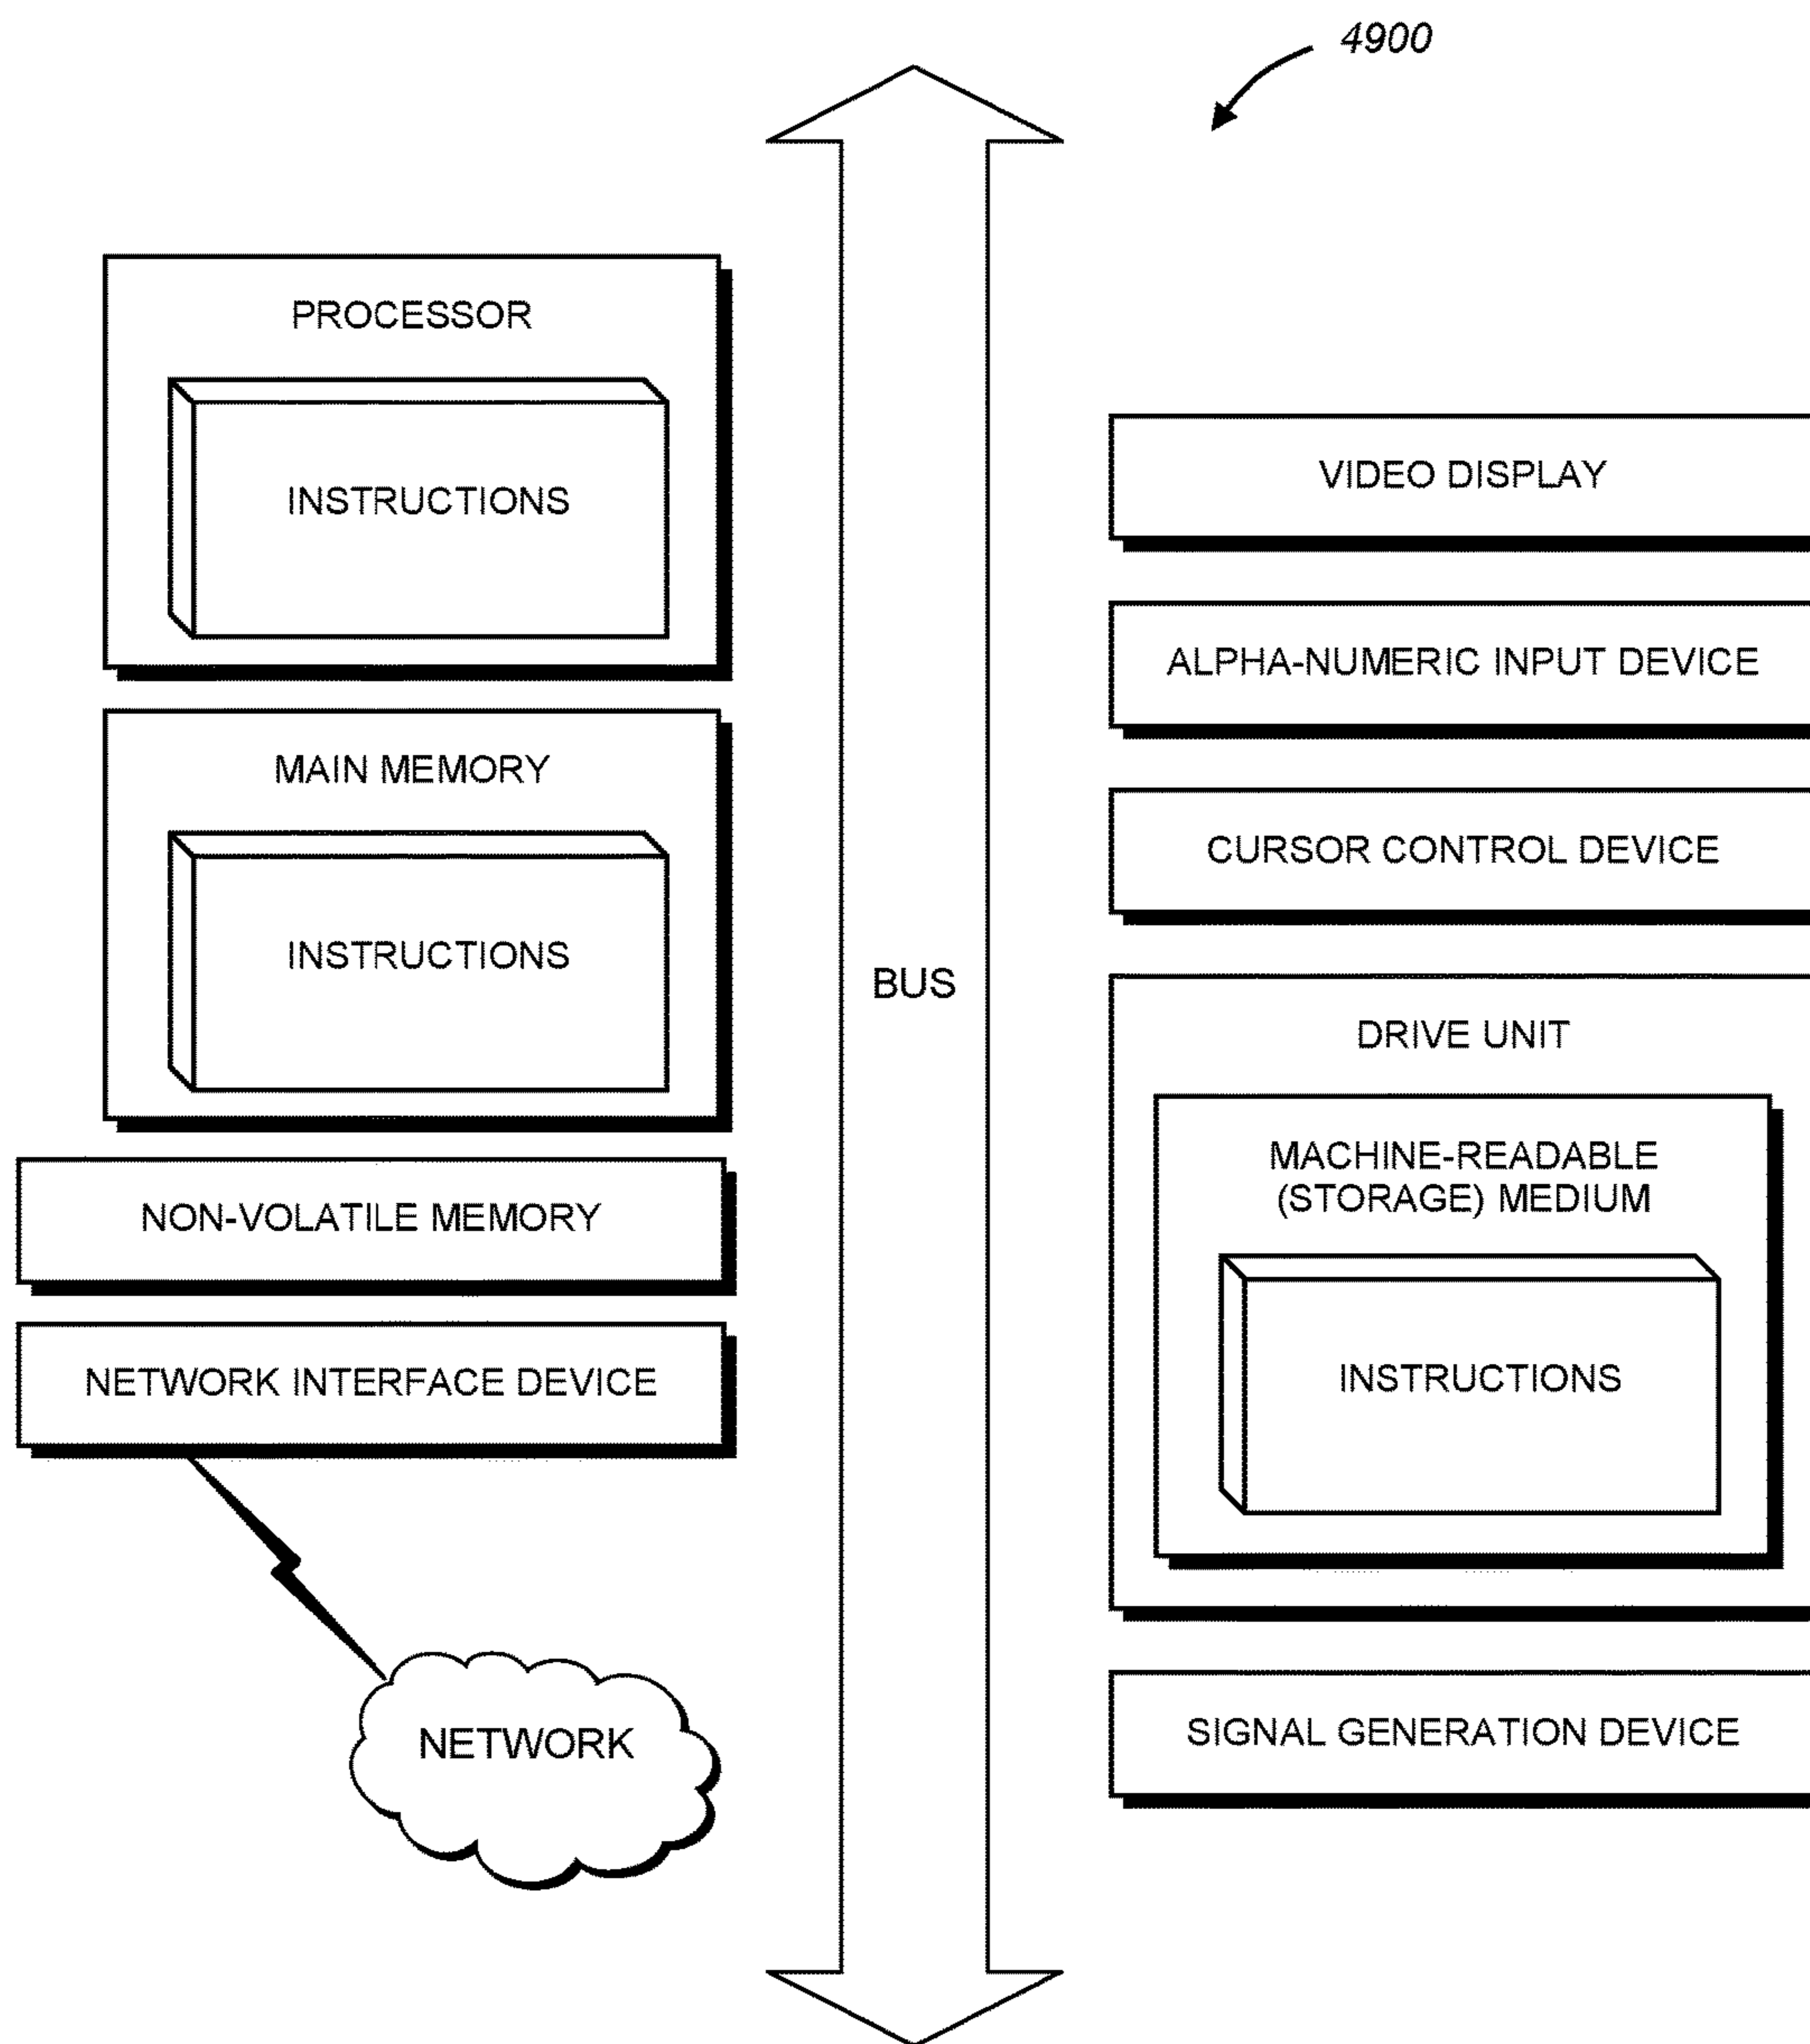 4900
PROCESSOR
INSTRUCTIONS
MAIN MEMORY
INSTRUCTIONS
NON-VOLATILE MEMORY
NETWORK INTERFACE DEVICE
NETWORK
BUS
VIDEO DISPLAY
ALPHA-NUMERIC INPUT DEVICE
CURSOR CONTROL DEVICE
DRIVE UNIT
MACHINE-READABLE
(STORAGE) MEDIUM
INSTRUCTIONS
SIGNAL GENERATION DEVICE